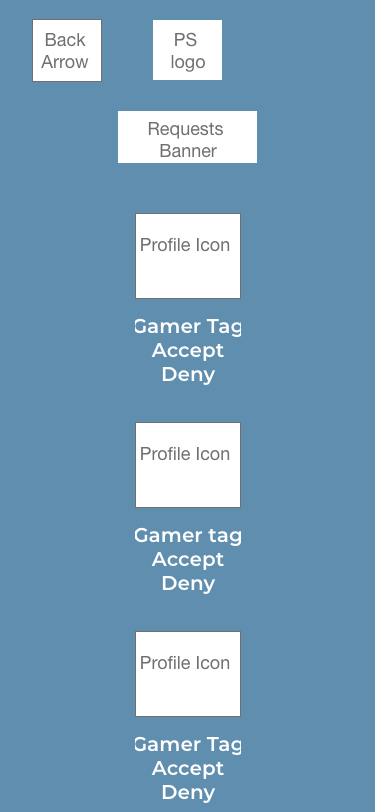 Back
Arrow
PS
logo
Requests
Banner
Profile Icon
Gamer Tag
Accept
Deny
Profile Icon
Gamer tag
Accept
Deny
Profile Icon
Gamer Tag
Accept
Deny